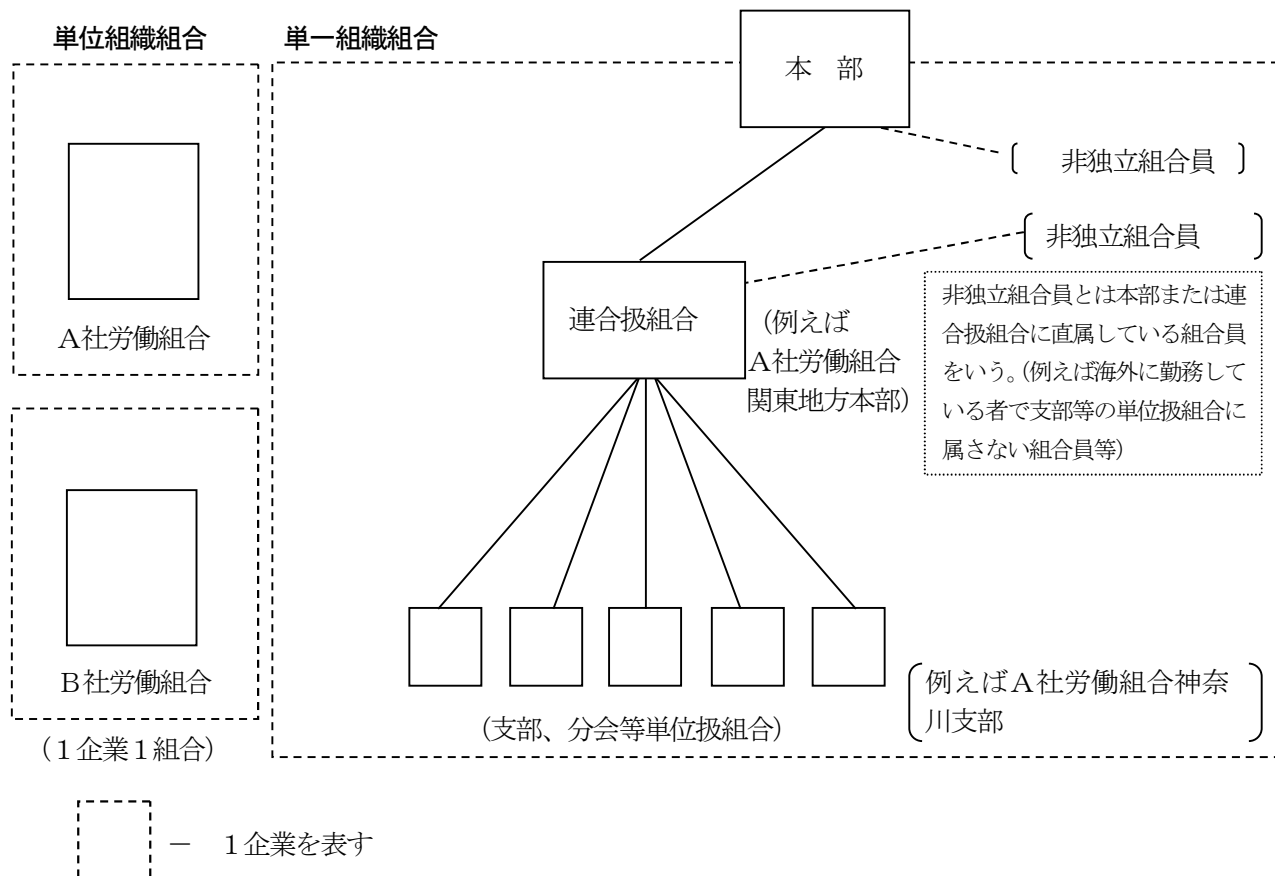 単位組織組合
単一組織組合
本　部
非独立組合員
非独立組合員
連合扱組合
（例えば
Ａ社労働組合
関東地方本部）
非独立組合員とは本部または連
合扱組合に直属している組合員
をいう。（例えば海外に勤務して
いる者で支部等の単位扱組合に
属さない組合員等）
Ａ社労働組合
Ｂ社労働組合
（１企業１組合）
（支部、分会等単位扱組合）
例えばＡ社労働組合神奈
川支部
－　１企業を表す